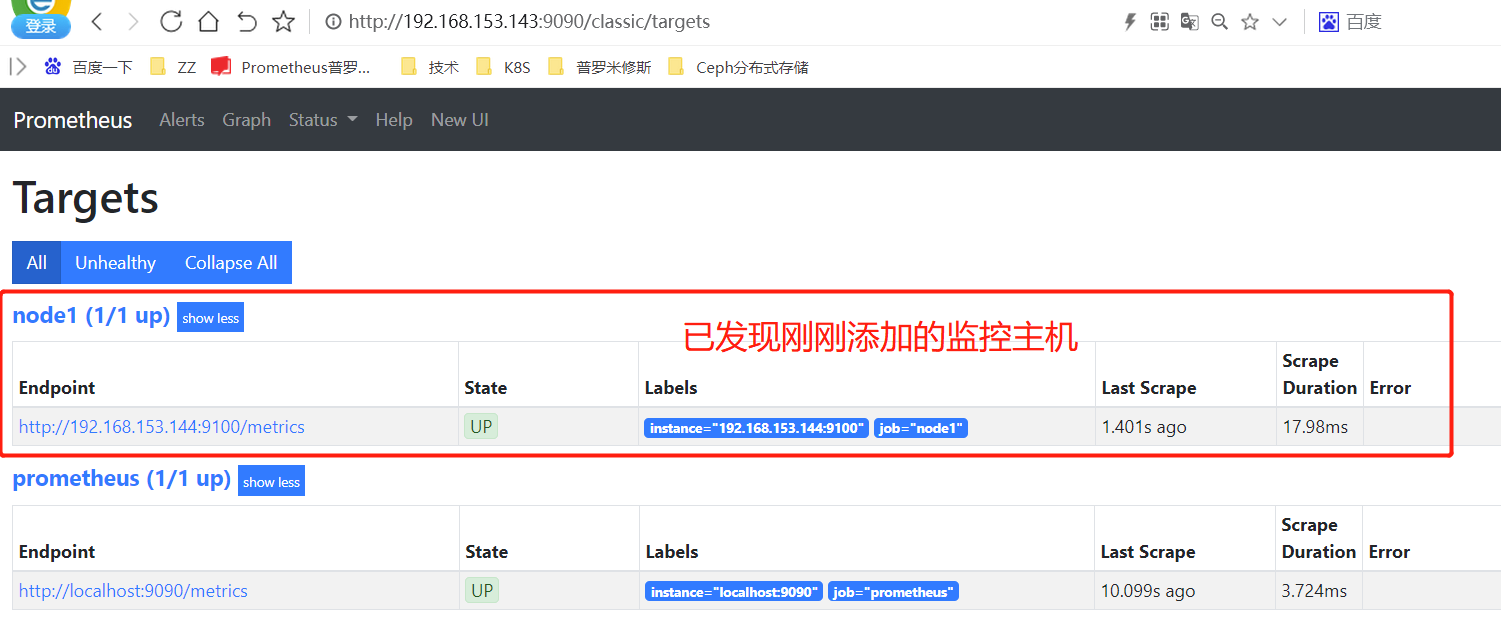 登录 http://192.168.153.143:9090/classic/targets 百度
百度一下 ZZ Prometheus普罗... 技术 K8S 普罗米修斯 Ceph分布式存储
Prometheus Alerts Graph Status Help New UI
Targets
All Unhealthy Collapse All
node1 (1/1 up) show less
已发现刚刚添加的监控主机
Endpoint State Labels Last Scrape Scrape Duration Error
http://192.168.153.144:9100/metrics UP instance="192.168.153.144:9100" job="node1" 1.401s ago 17.98ms
prometheus (1/1 up) show less
Endpoint State Labels Last Scrape Scrape Duration Error
http://localhost:9090/metrics UP instance="localhost:9090" job="prometheus" 10.099s ago 3.724ms